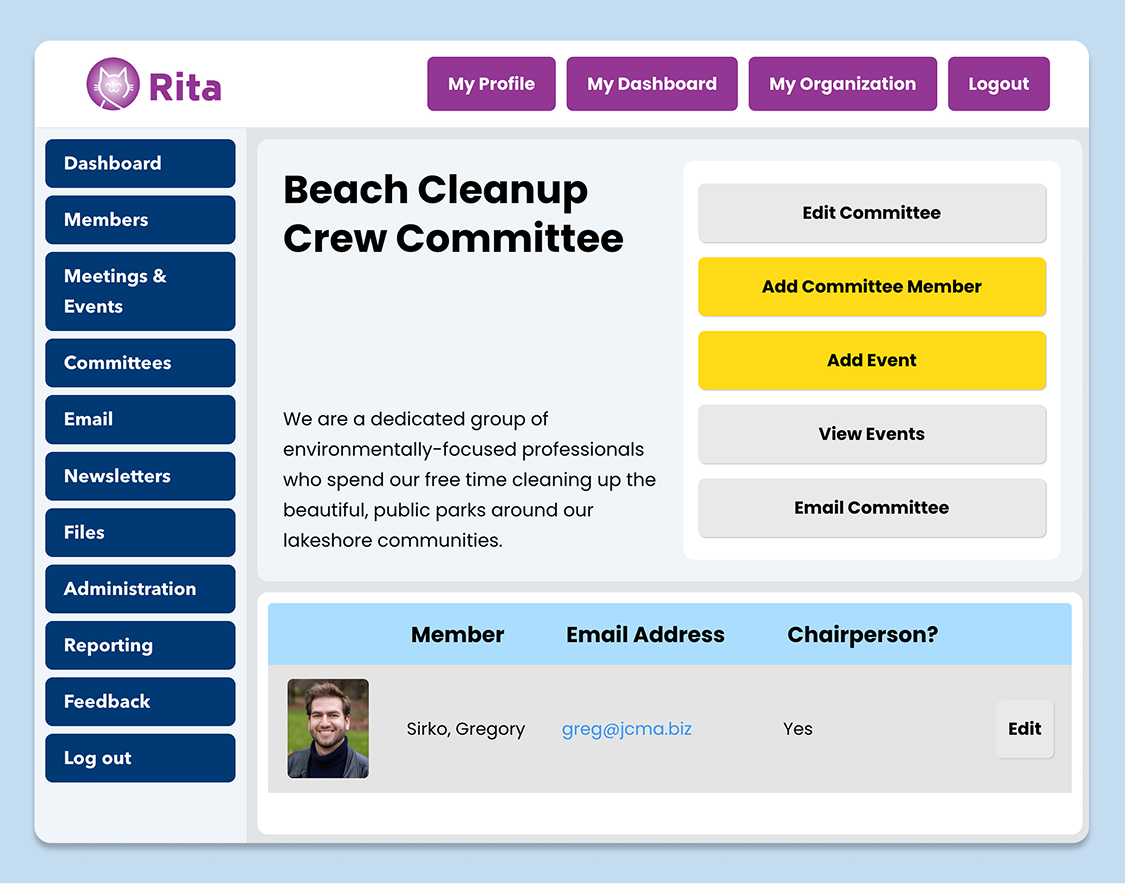 Rita
My Profile
My Dashboard
My Organization
Logout
Dashboard
Members
Meetings &
Events
Committees
Email
Newsletters
Files
Administration
Reporting
Feedback
Log out
Beach Cleanup
Crew Committee
We are a dedicated group of
environmentally-focused professionals
who spend our free time cleaning up the
beautiful, public parks around our
lakeshore communities.
Edit Committee
Add Committee Member
Add Event
View Events
Email Committee
Member Email Address Chairperson?
Sirko, Gregory greg@jcma.biz Yes Edit